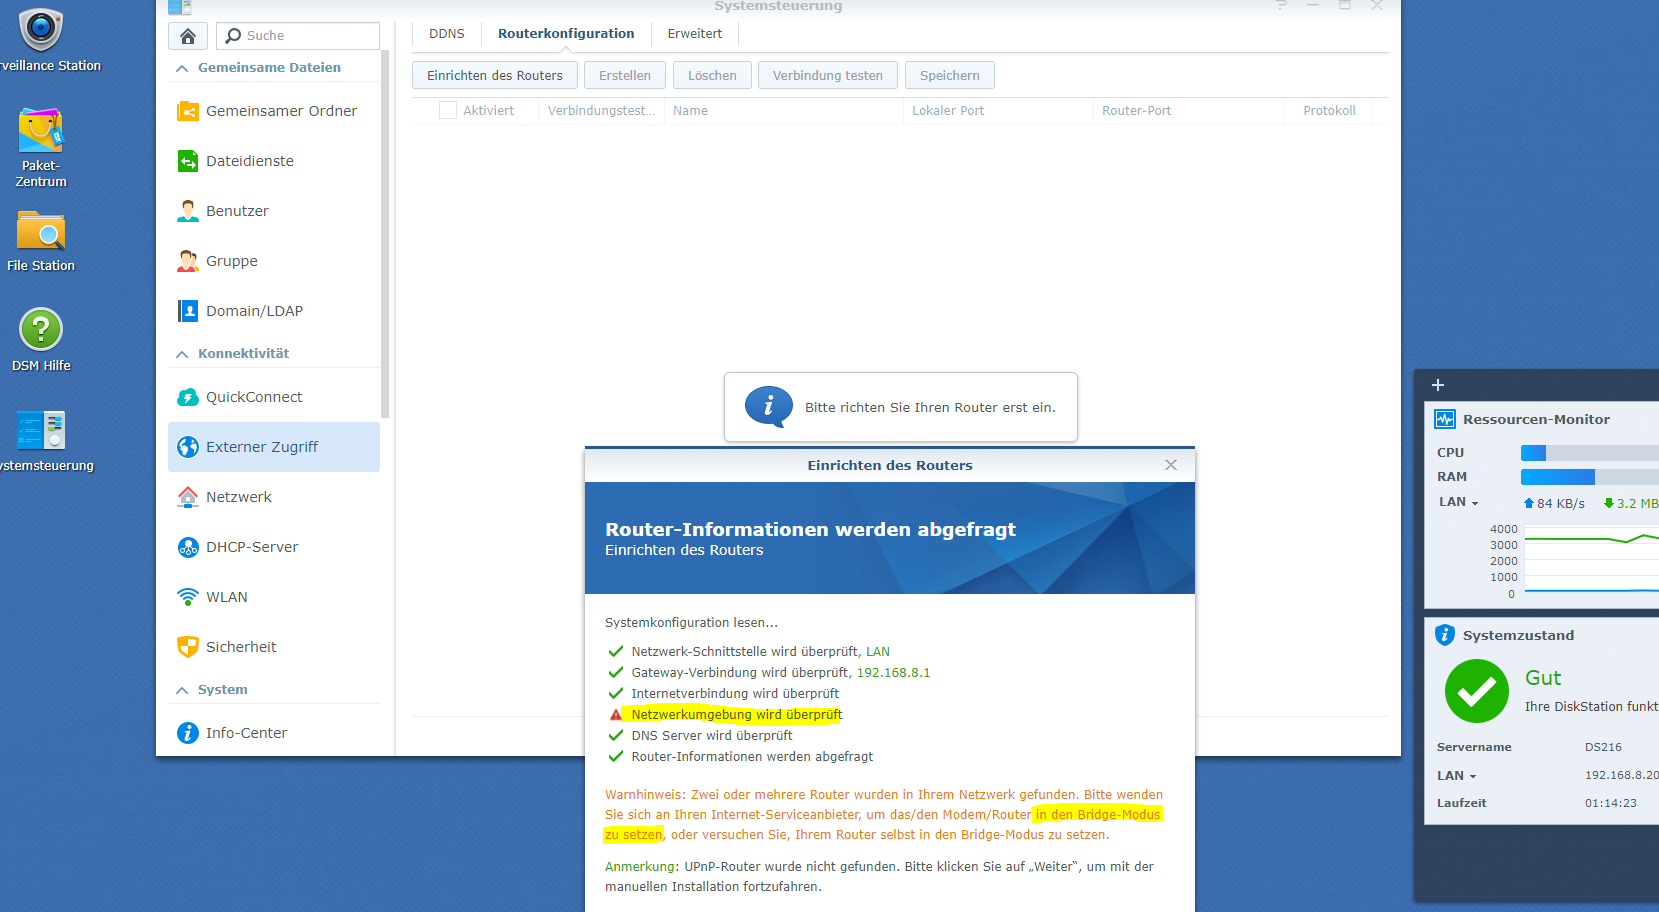 Systemsteuerung
rveillance Station
Paket-
Zentrum
File Station
DSM Hilfe
ystemsteuerung
Suche
Gemeinsame Dateien
Gemeinsamer Ordner
Dateidienste
Benutzer
Gruppe
Domain/LDAP
Konnektivität
QuickConnect
Externer Zugriff
Netzwerk
DHCP-Server
WLAN
Sicherheit
System
Info-Center
DDNS Routerkonfiguration Erweitert
Einrichten des Routers Erstellen Löschen Verbindung testen Speichern
Aktiviert Verbindungstest... Name Lokaler Port Router-Port Protokoll
Bitte richten Sie Ihren Router erst ein.
Einrichten des Routers
Router-Informationen werden abgefragt
Einrichten des Routers
Systemkonfiguration lesen...
Netzwerk-Schnittstelle wird überprüft, LAN
Gateway-Verbindung wird überprüft, 192.168.8.1
Internetverbindung wird überprüft
Netzwerkumgebung wird überprüft
DNS Server wird überprüft
Router-Informationen werden abgefragt
Warnhinweis: Zwei oder mehrere Router wurden in Ihrem Netzwerk gefunden. Bitte wenden
Sie sich an Ihren Internet-Serviceanbieter, um das/den Modem/Router in den Bridge-Modus
zu setzen, oder versuchen Sie, Ihrem Router selbst in den Bridge-Modus zu setzen.
Anmerkung: UPnP-Router wurde nicht gefunden. Bitte klicken Sie auf „Weiter“, um mit der
manuellen Installation fortzufahren.
Ressourcen-Monitor
CPU
RAM
LAN 84 KB/s 3.2 MB
4000
3000
2000
1000
0
Systemzustand
Gut
Ihre DiskStation funkt
Servername DS216
LAN 192.168.8.20
Laufzeit 01:14:23